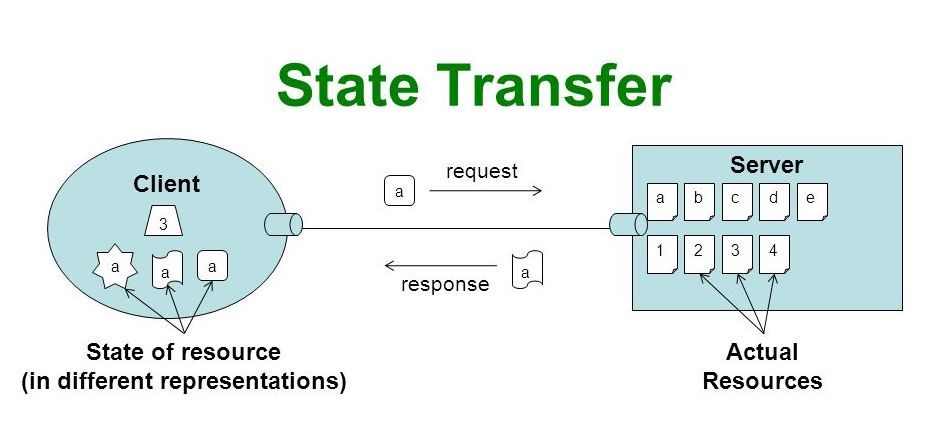 State Transfer
Client
3
a
a
a
State of resource
(in different representations)
a
request
response
a
Server
a b c d e
1 2 3 4
Actual
Resources